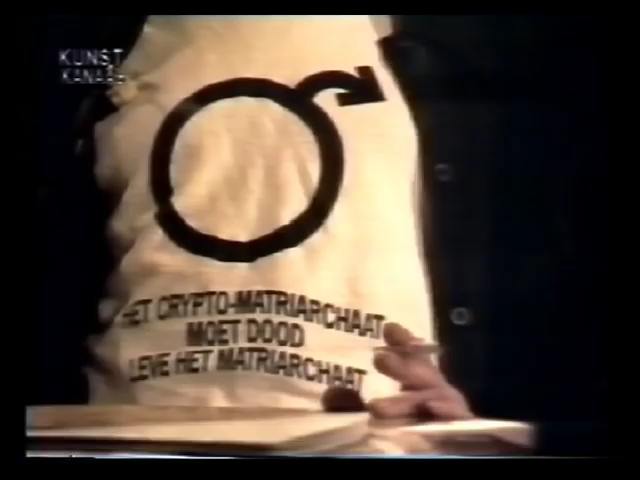 KUNST
KANAAL
HET CRYPTO-MATRIARCHAAT
MOET DOOD
LEVE HET MATRIARCHAAT